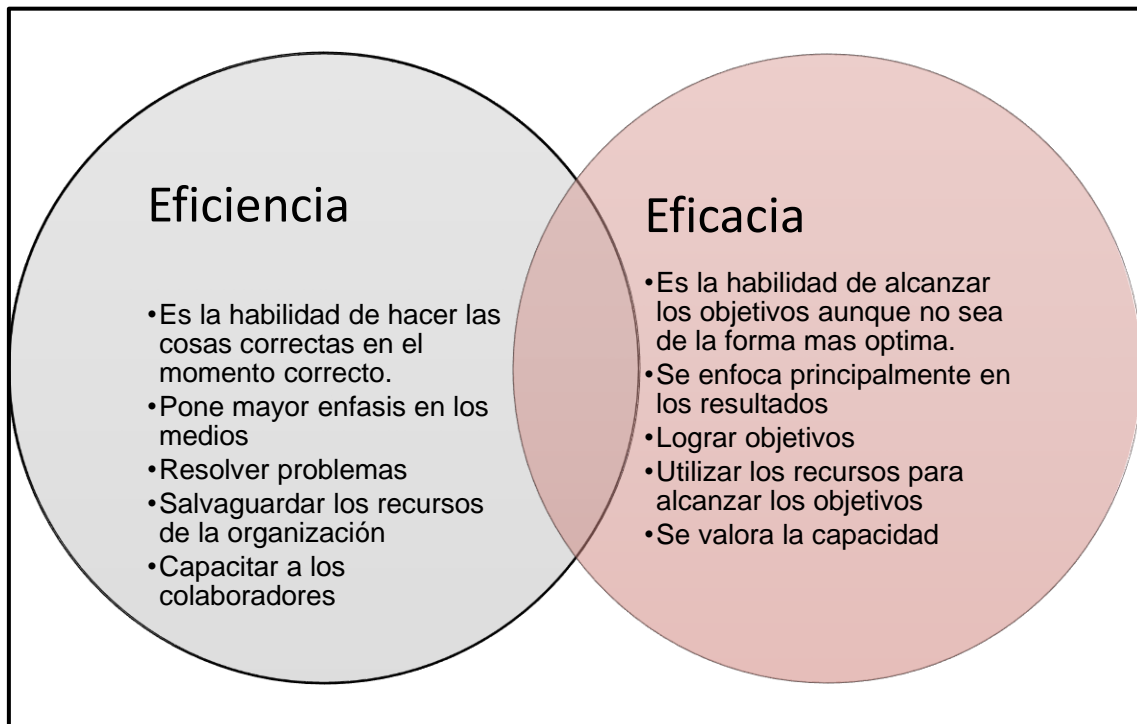 Eficiencia
•Es la habilidad de hacer las
cosas correctas en el
momento correcto.
•Pone mayor enfasis en los
medios
•Resolver problemas
•Salvaguardar los recursos
de la organización
•Capacitar a los
colaboradores
Eficacia
•Es la habilidad de alcanzar
los objetivos aunque no sea
de la forma mas optima.
•Se enfoca principalmente en
los resultados
•Lograr objetivos
•Utilizar los recursos para
alcanzar los objetivos
•Se valora la capacidad